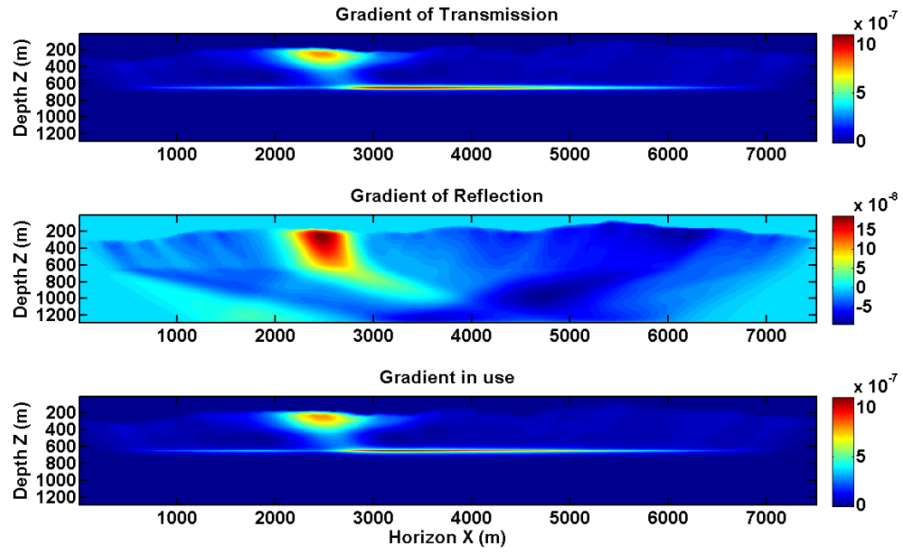 Gradient of Transmission
x 10-7
Depth Z (m)
200
400
600
800
1000
1200
10
5
0
1000 2000 3000 4000 5000 6000 7000
Gradient of Reflection
x 10-8
Depth Z (m)
200
400
600
800
1000
1200
15
10
5
0
-5
1000 2000 3000 4000 5000 6000 7000
Gradient in use
x 10-7
Depth Z (m)
200
400
600
800
1000
1200
10
5
0
1000 2000 3000 4000 5000 6000 7000
Horizon X (m)